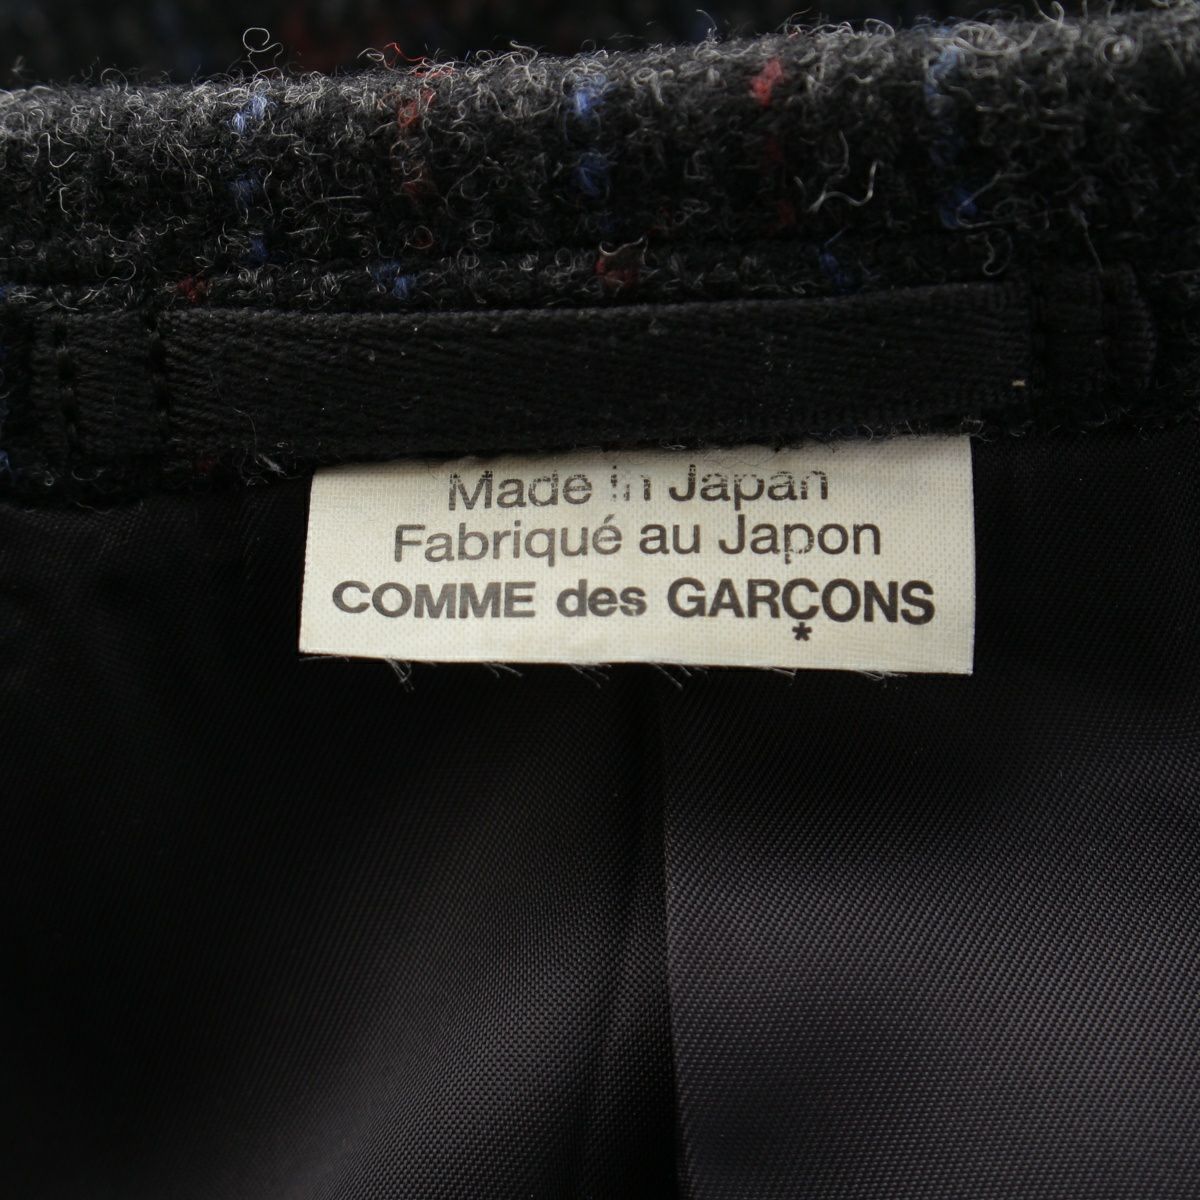 Made in Japan
Fabriqué au Japon
COMME des GARÇONS
*